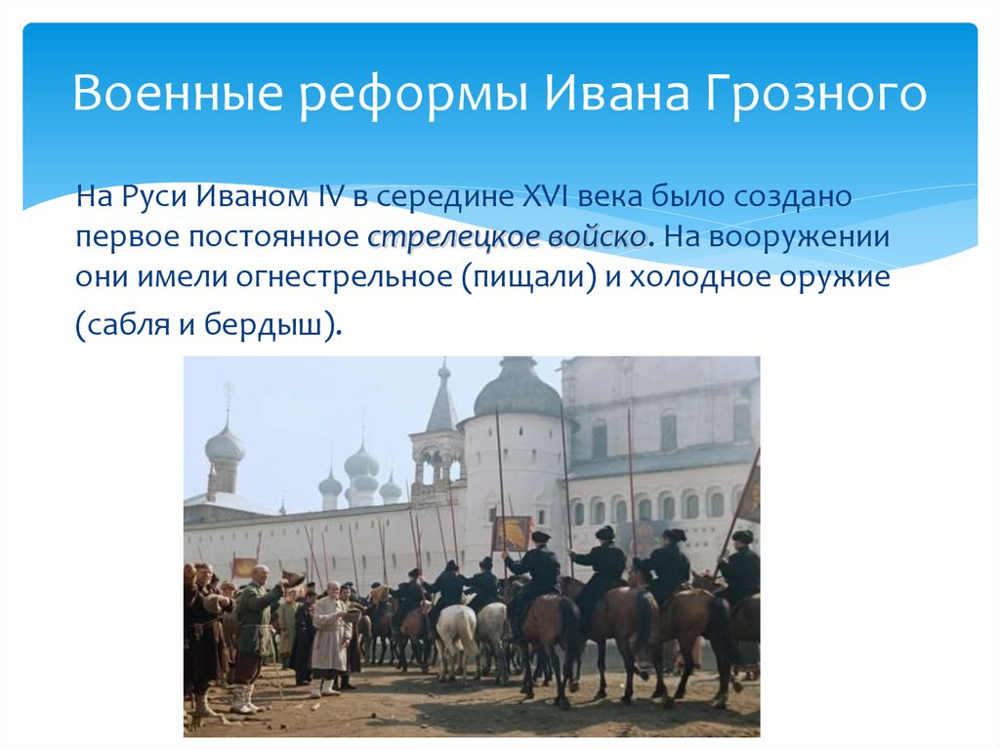 Военные реформы Ивана Грозного
На Руси Иваном IV в середине XVI века было создано
первое постоянное стрелецкое войско. На вооружении
они имели огнестрельное (пищали) и холодное оружие
(сабля и бердыш).